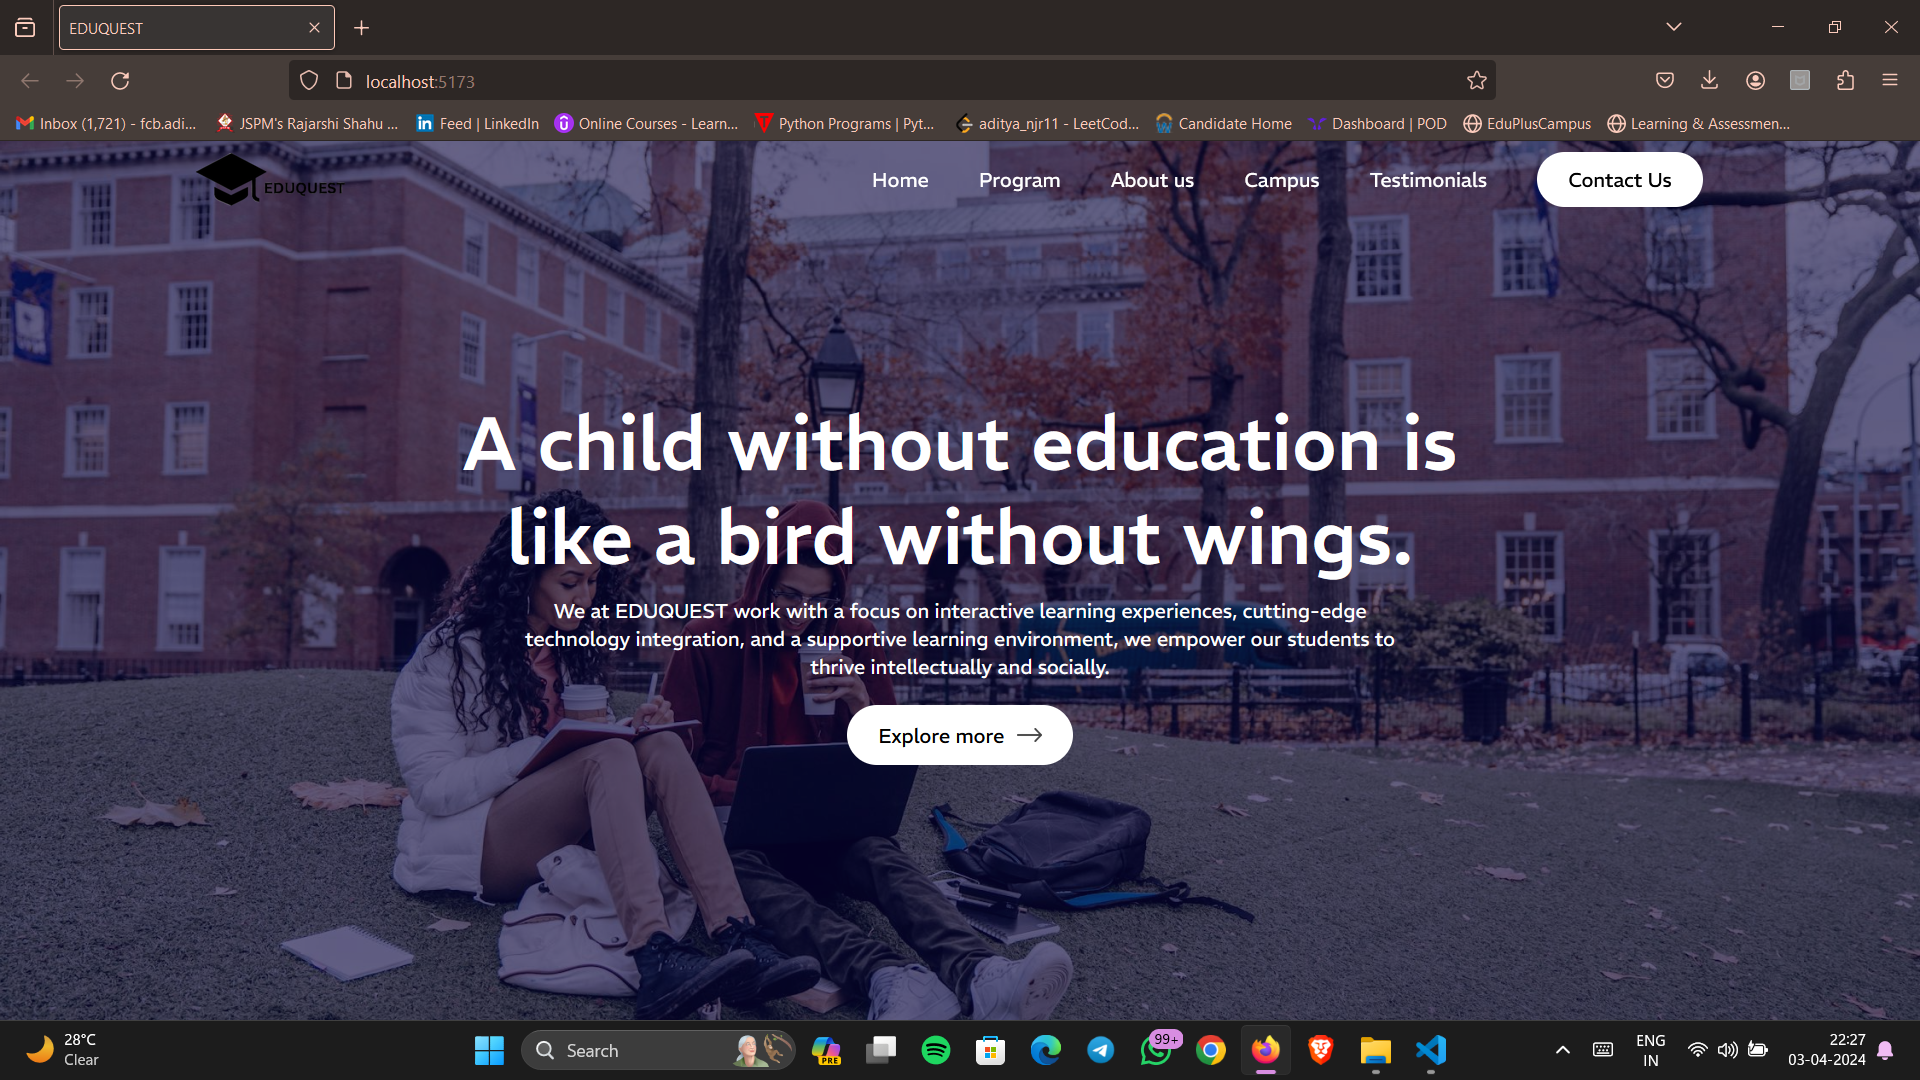 EDUQUEST
localhost:5173
Inbox (1,721) - fcb.adi...
JSPM's Rajarshi Shahu ...
Feed | LinkedIn
Online Courses - Learn...
Python Programs | Pyt...
aditya_njr11 - LeetCod...
Candidate Home
Dashboard | POD
EduPlusCampus
Learning & Assessmen...
EDUQUEST
Home
Program
About us
Campus
Testimonials
Contact Us
A child without education is
like a bird without wings.
We at EDUQUEST work with a focus on interactive learning experiences, cutting-edge
technology integration, and a supportive learning environment, we empower our students to
thrive intellectually and socially.
Explore more
28°C
Clear
Search
PRE
99+
ENG
IN
22:27
03-04-2024